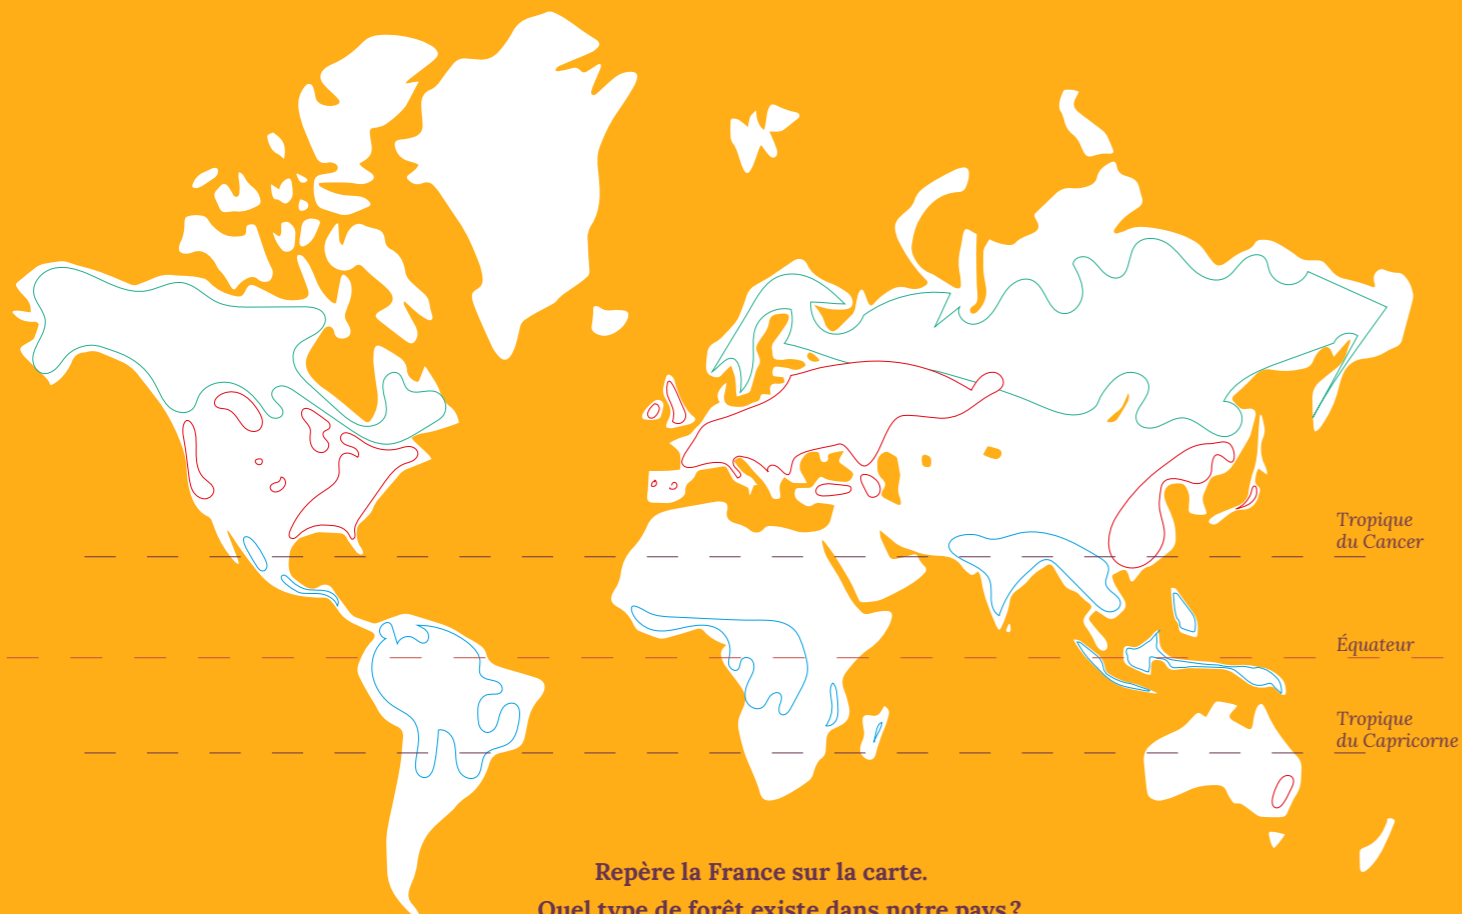 Tropique
du Cancer
Équateur
Tropique
du Capricorne
Repère la France sur la carte.
Quel type de forêt existe dans notre pays ?